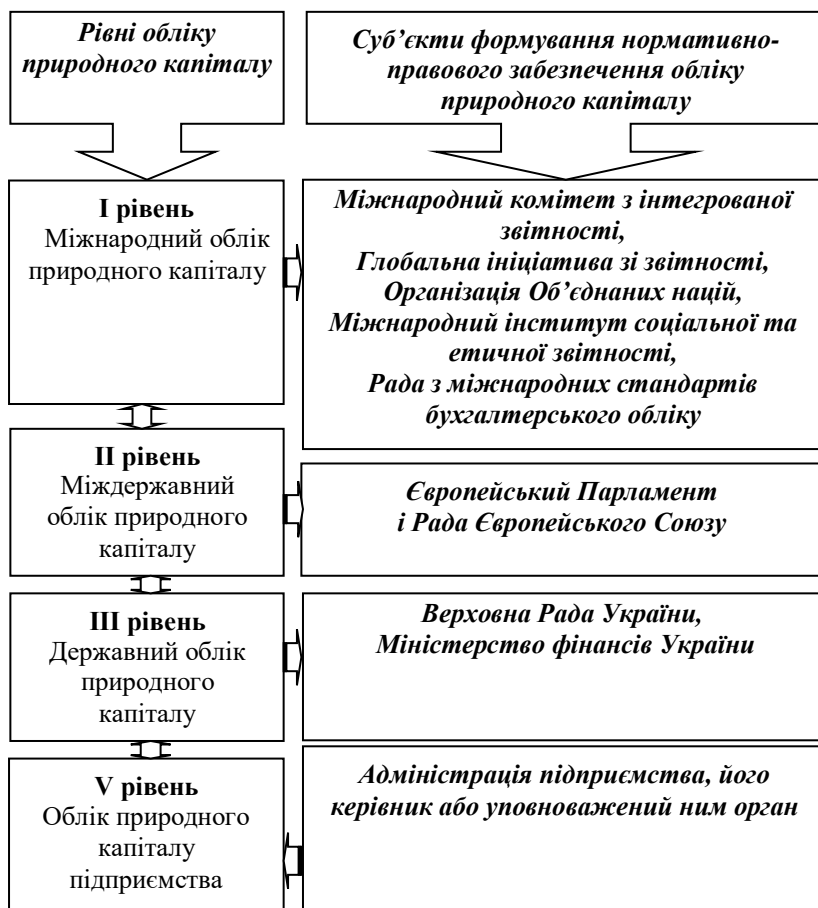 Рівні обліку
природного капіталу
Суб’єкти формування нормативно-
правового забезпечення обліку
природного капіталу
I рівень
Міжнародний облік
природного капіталу
Міжнародний комітет з інтегрованої
звітності,
Глобальна ініціатива зі звітності,
Організація Об’єднаних націй,
Міжнародний інститут соціальної та
етичної звітності,
Рада з міжнародних стандартів
бухгалтерського обліку
II рівень
Міждержавний
облік природного
капіталу
Європейський Парламент
і Рада Європейського Союзу
III рівень
Державний облік
природного
капіталу
Верховна Рада України,
Міністерство фінансів України
V рівень
Облік природного
капіталу
підприємства
Адміністрація підприємства, його
керівник або уповноважений ним орган